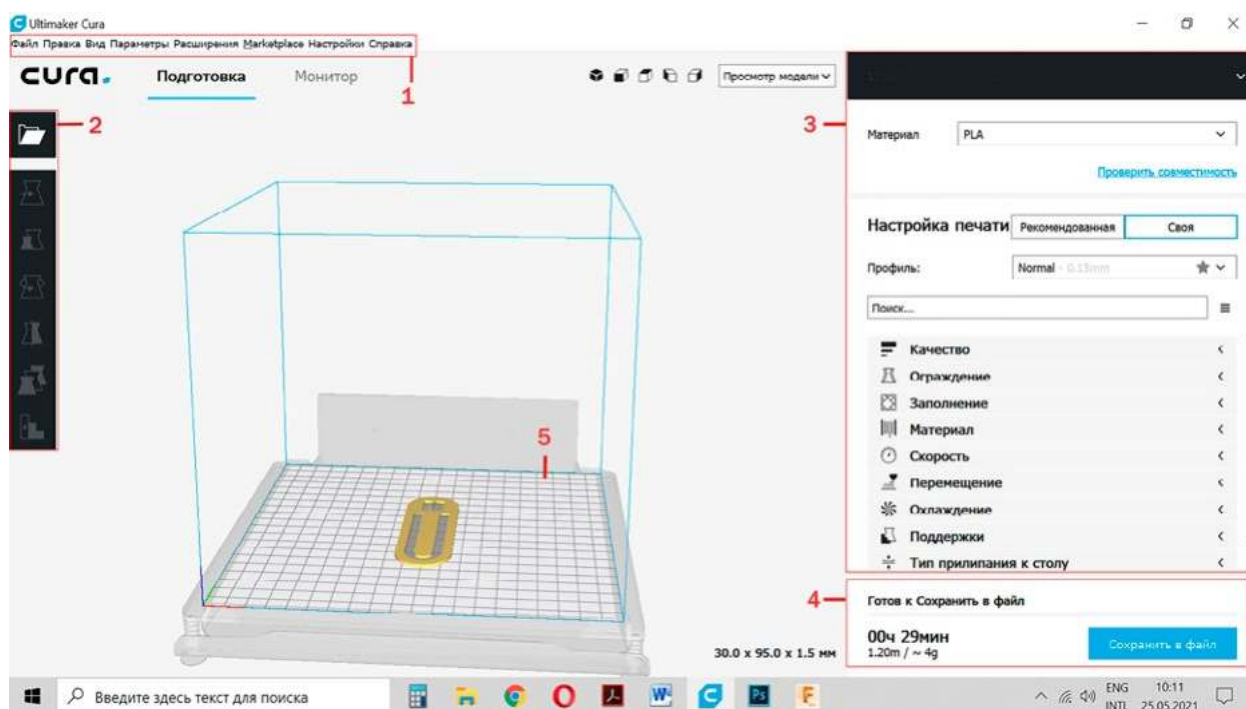 Ultimaker Cura
Файл Правка Вид Параметры Расширения Marketplace Настройки Справка
1
cura.
Подготовка
Монитор
Просмотр модели
2
3
Материал
PLA
Проверить совместимость
Настройка печати
Рекомендованная
Своя
Профиль:
Normal - 0.15mm
Поиск...
Качество
Ограждение
Заполнение
Материал
Скорость
Перемещение
Охлаждение
Поддержки
Тип прилипания к столу
5
4
Готов к Сохранить в файл
00ч 29мин
1.20m / ~ 4g
Сохранить в файл
30.0 x 95.0 x 1.5 мм
Введите здесь текст для поиска
ENG
INTL
10:11
25.05.2021